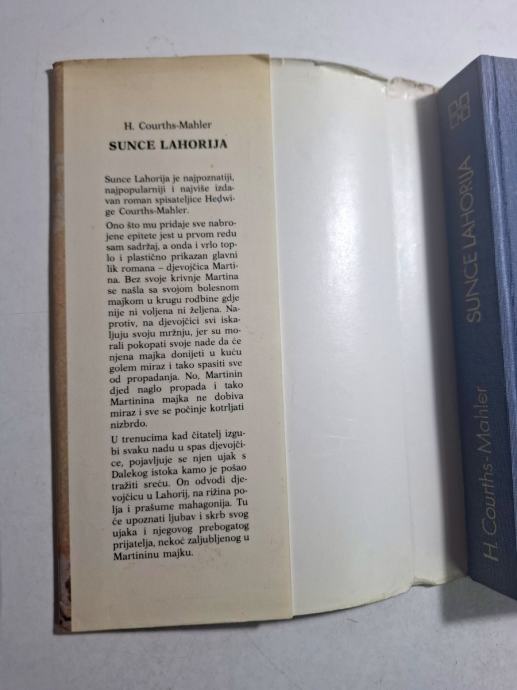 H. Courths-Mahler
SUNCE LAHORIJA
Sunce Lahorija je najpoznatiji,
najpopularniji i najviše izda-
van roman spisateljice Hedwi-
ge Courths-Mahler.
Ono što mu pridaje sve nabro-
jene epitete jest u prvom redu
sam sadržaj, a onda i vrlo top-
lo i plastično prikazan glavni
lik romana – djevojčica Marti-
na. Bez svoje krivnje Martina
se našla sa svojom bolesnom
majkom u krugu rodbine gdje
nije ni voljena ni željena. Na-
protiv, na djevojčici svi iska-
ljuju svoju mržnju, jer su mo-
rali pokopati svoje nade da će
njena majka donijeti u kuću
golem miraz i tako spasiti sve
od propadanja. No, Martinin
djed naglo propada i tako
Martinina majka ne dobiva
miraz i sve se počinje kotrljati
nizbrdo.
U trenucima kad čitatelj izgu-
bi svaku nadu u spas djevojči-
ce, pojavljuje se njen ujak s
Dalekog istoka kamo je pošao
tražiti sreću. On odvodi dje-
vojčicu u Lahorij, na rižina po-
lja i prašume mahagonija. Tu
će upoznati ljubav i skrb svog
ujaka i njegovog prebogatog
prijatelja, nekoć zaljubljenog u
Martininu majku.
H. Courths-Mahler SUNCE LAHORIJA